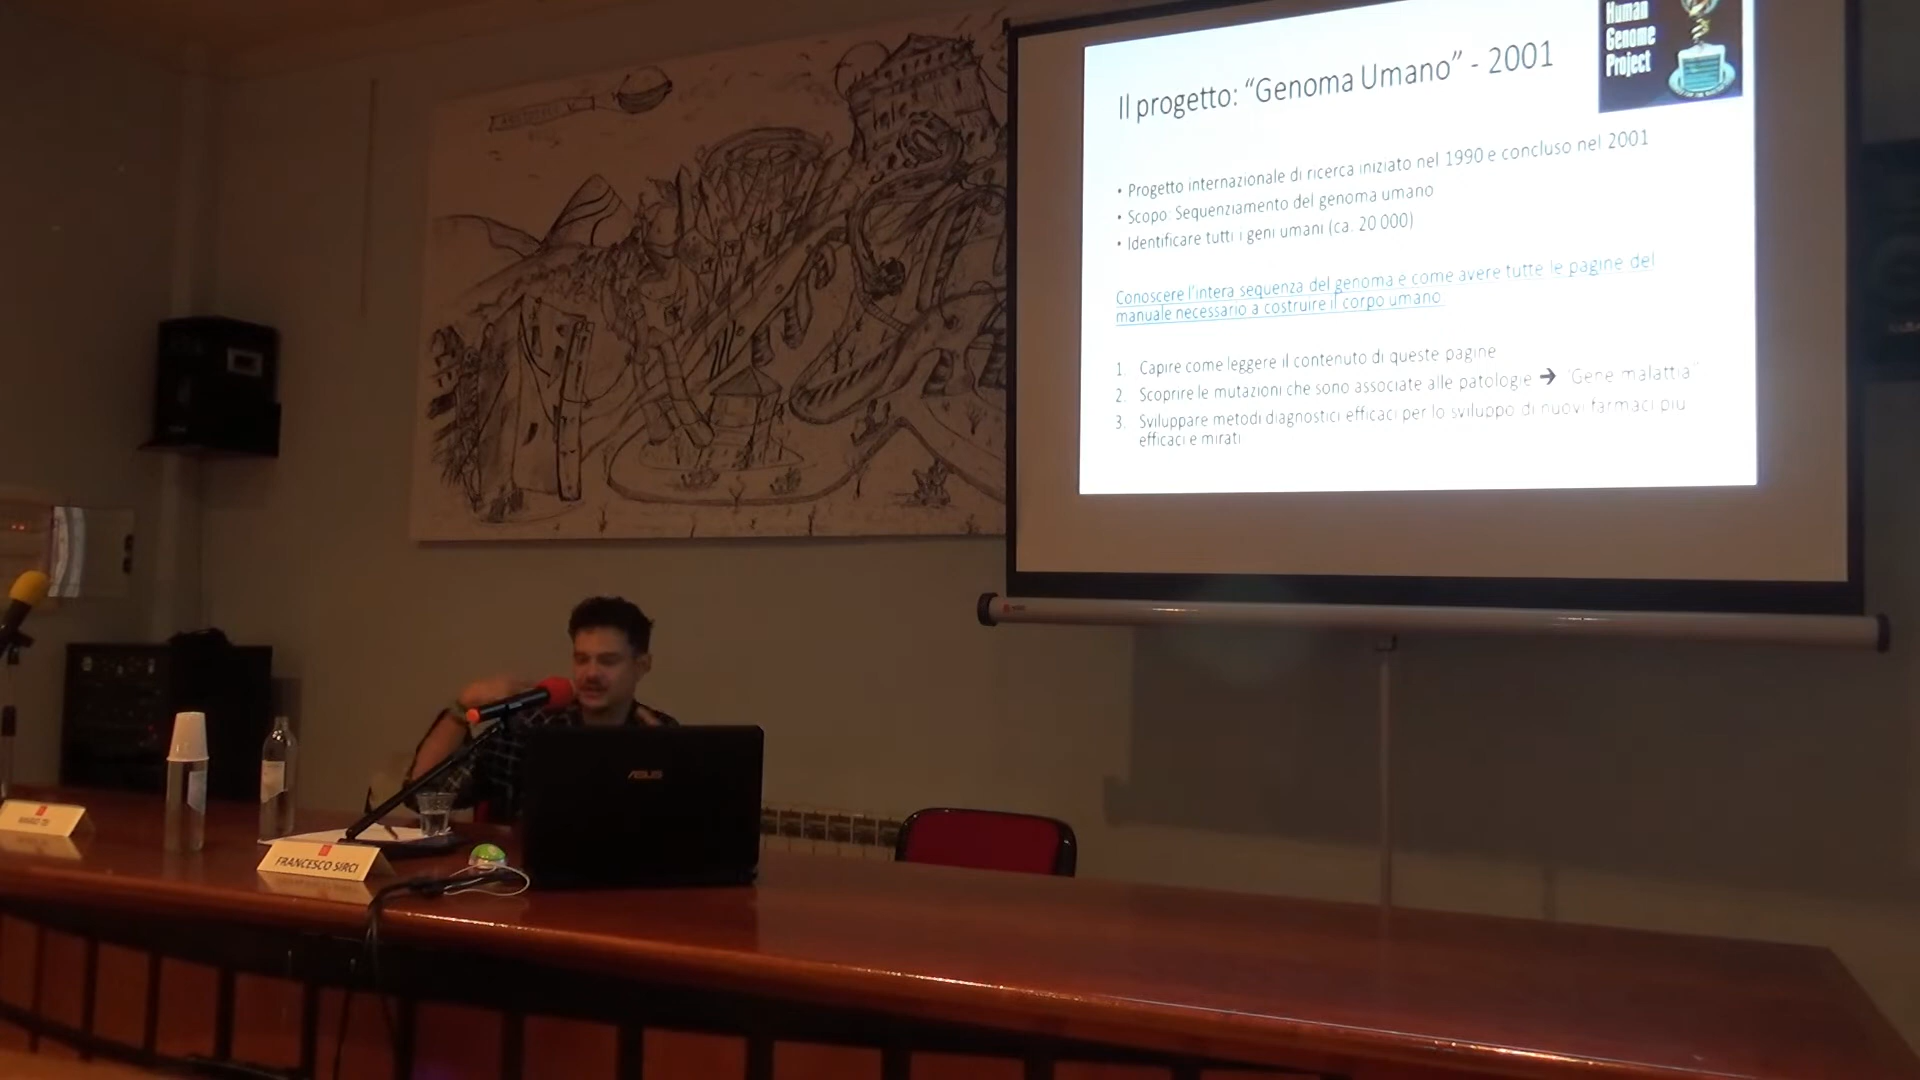 Human
Genome
Project
Il progetto: “Genoma Umano” - 2001
• Progetto internazionale di ricerca iniziato nel 1990 e concluso nel 2001
• Scopo: Sequenziamento del genoma umano
• Identificare tutti i geni umani (ca. 20 000)
Conoscere l'intera sequenza del genoma è come avere tutte le pagine del
manuale necessario a costruire il corpo umano.
1. Capire come leggere il contenuto di queste pagine
2. Scoprire le mutazioni che sono associate alle patologie → “Gene malattia”
3. Sviluppare metodi diagnostici efficaci per lo sviluppo di nuovi farmaci più
efficaci e mirati
ASUS
FRANCESCO SIRCI